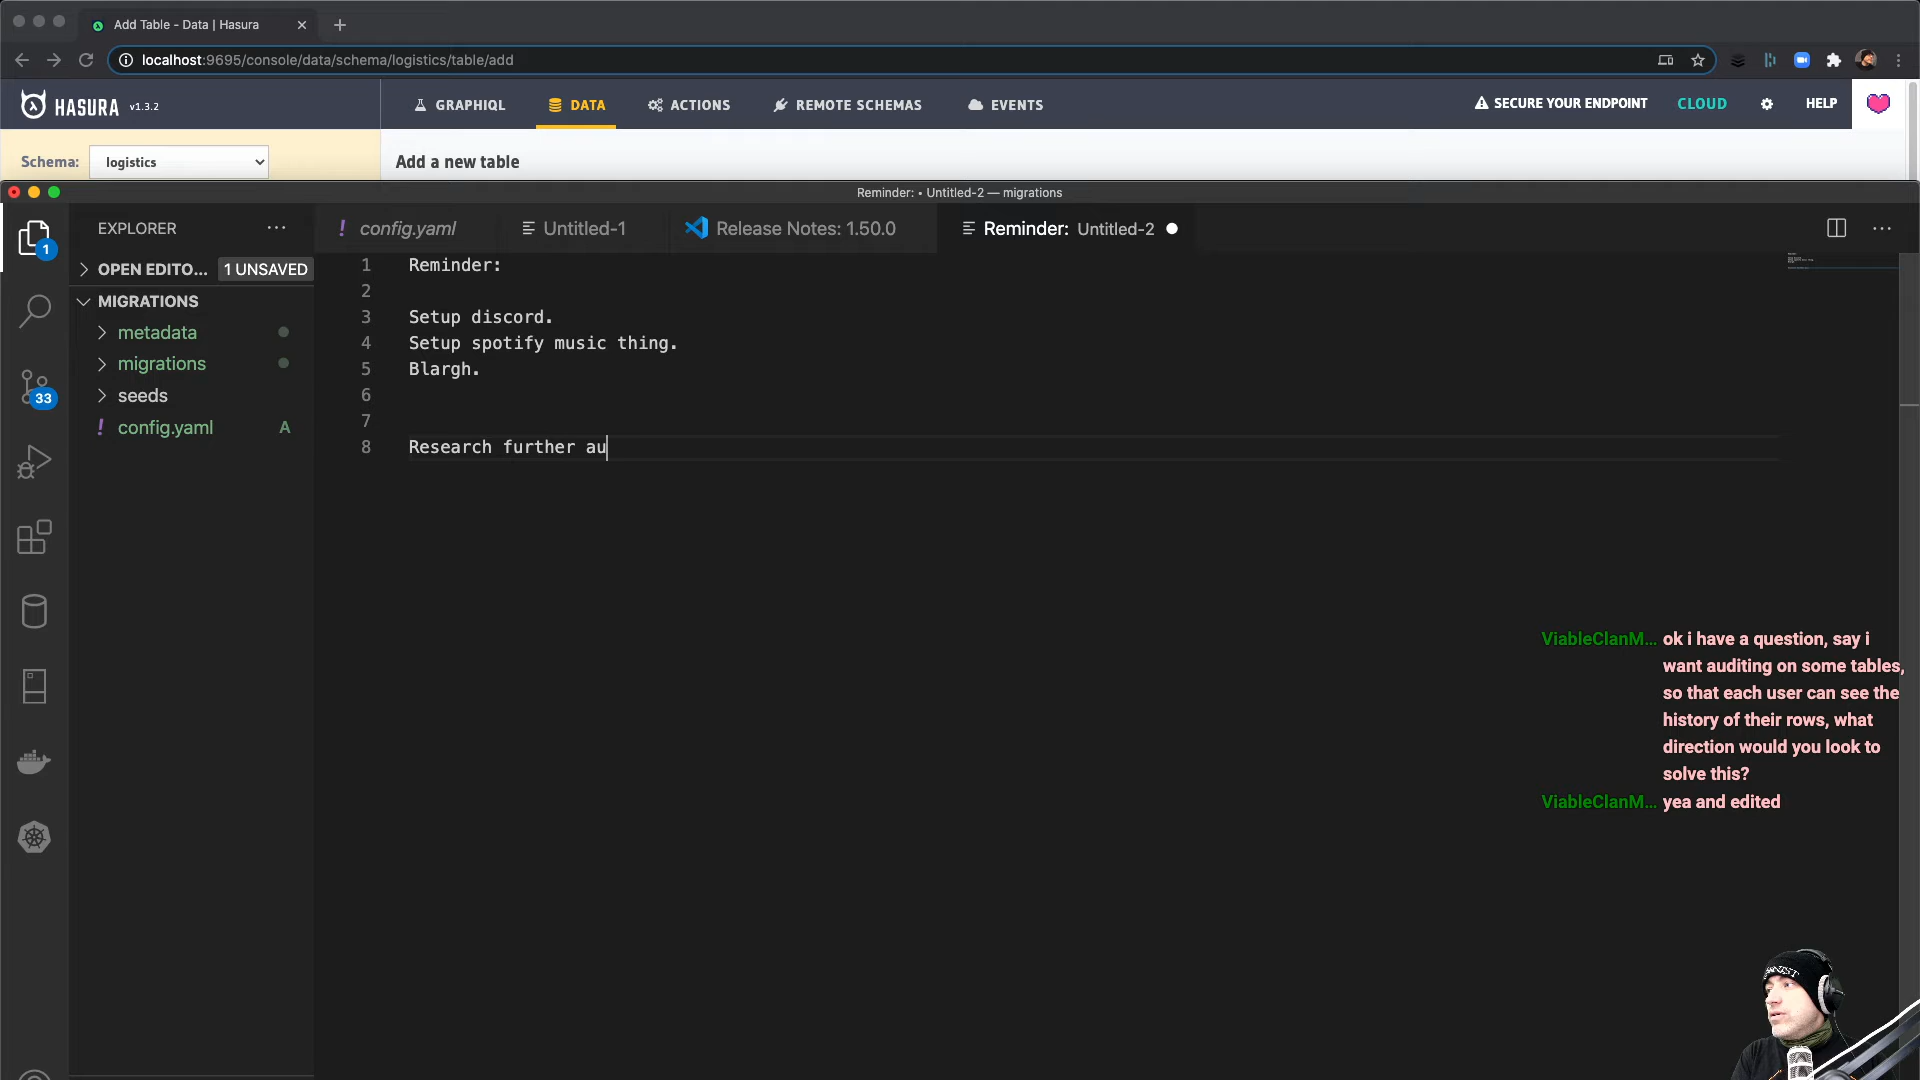 Add Table - Data | Hasura
localhost:9695/console/data/schema/logistics/table/add
HASURA v1.3.2
GRAPHIQL
DATA
ACTIONS
REMOTE SCHEMAS
EVENTS
SECURE YOUR ENDPOINT
CLOUD
HELP
Schema:
logistics
Add a new table
Reminder: • Untitled-2 — migrations
EXPLORER
config.yaml
Untitled-1
Release Notes: 1.50.0
Reminder: Untitled-2
1
OPEN EDITO... 1 UNSAVED
MIGRATIONS
metadata
migrations
seeds
config.yaml A
33
1 Reminder:
2
3 Setup discord.
4 Setup spotify music thing.
5 Blargh.
6
7
8 Research further au
ViableClanM... ok i have a question, say i
want auditing on some tables,
so that each user can see the
history of their rows, what
direction would you look to
solve this?
ViableClanM... yea and edited